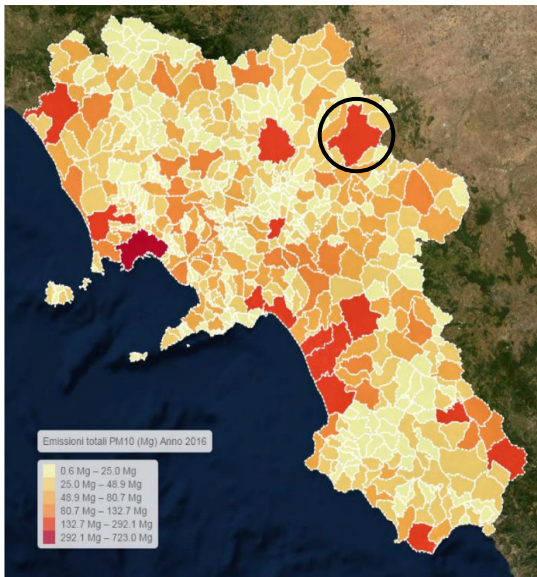 Emissioni totali PM10 (Mg) Anno 2016
0.6 Mg – 25.0 Mg
25.0 Mg – 48.9 Mg
48.9 Mg – 80.7 Mg
80.7 Mg – 132.7 Mg
132.7 Mg – 292.1 Mg
292.1 Mg – 723.0 Mg